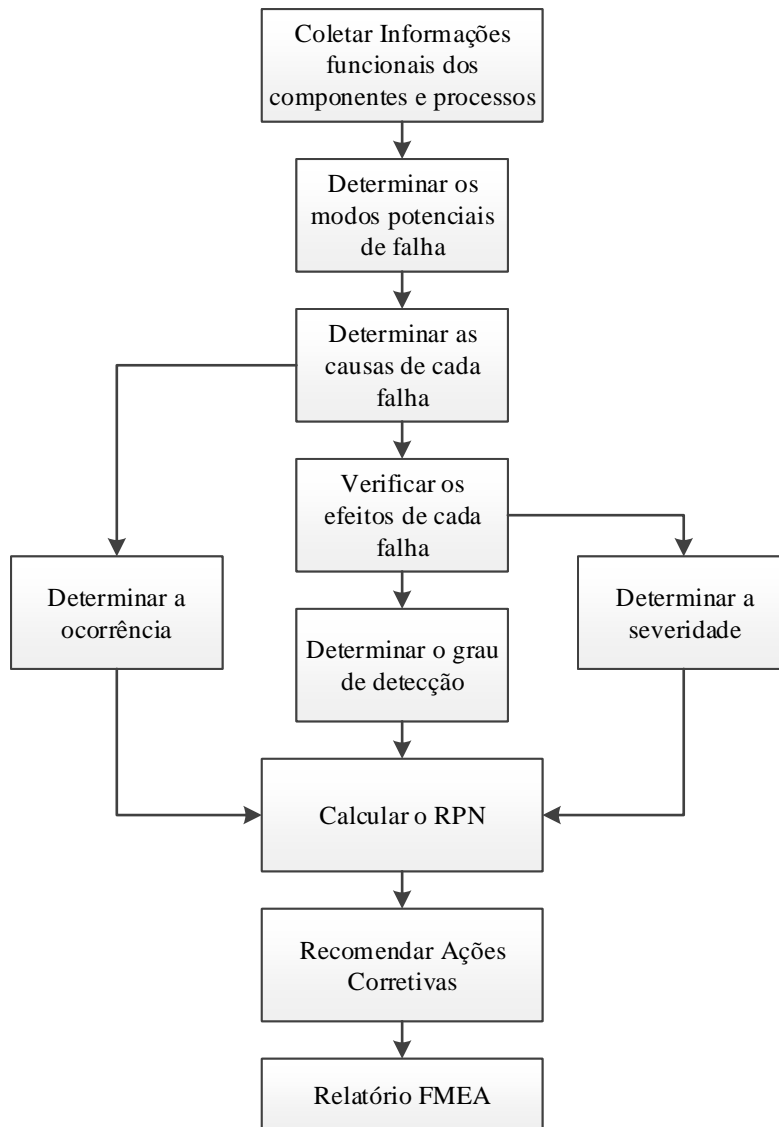 Coletar Informações
funcionais dos
componentes e processos
Determinar os
modos potenciais
de falha
Determinar as
causas de cada
falha
Verificar os
efeitos de cada
falha
Determinar a
ocorrência
Determinar a
severidade
Determinar o grau
de detecção
Calcular o RPN
Recomendar Ações
Corretivas
Relatório FMEA